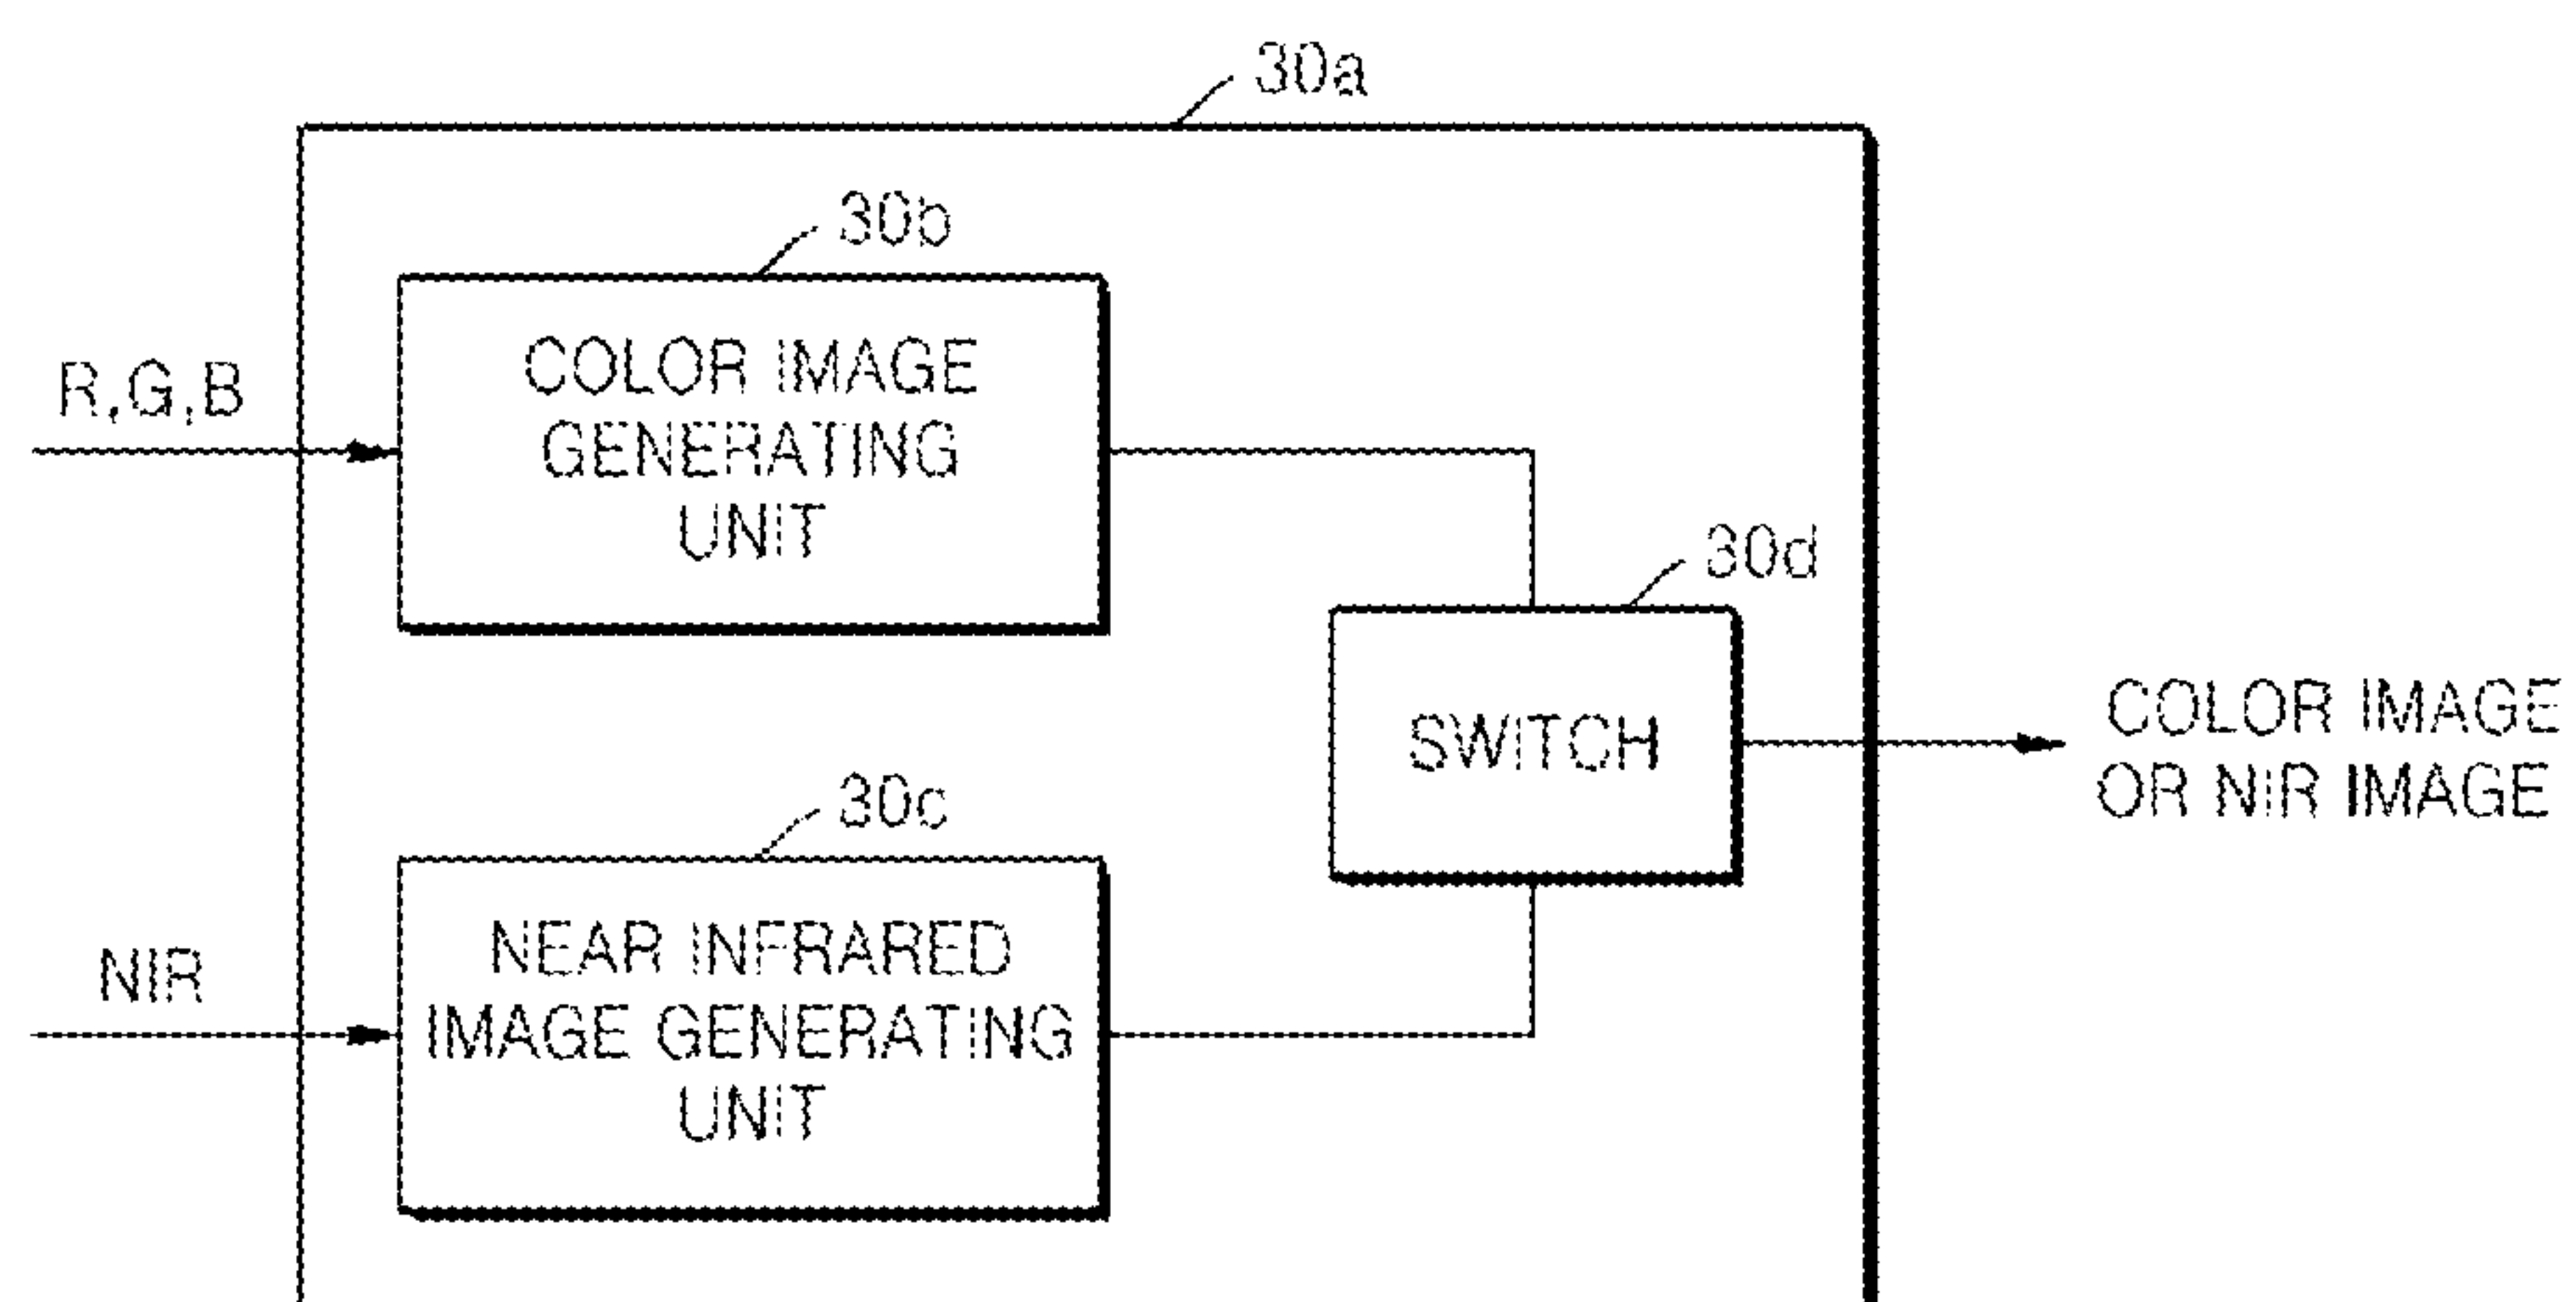 30a
30b
R,G,B
COLOR IMAGE
GENERATING
UNIT
30d
SWITCH
COLOR IMAGE
OR NIR IMAGE
30c
NIR
NEAR INFRARED
IMAGE GENERATING
UNIT